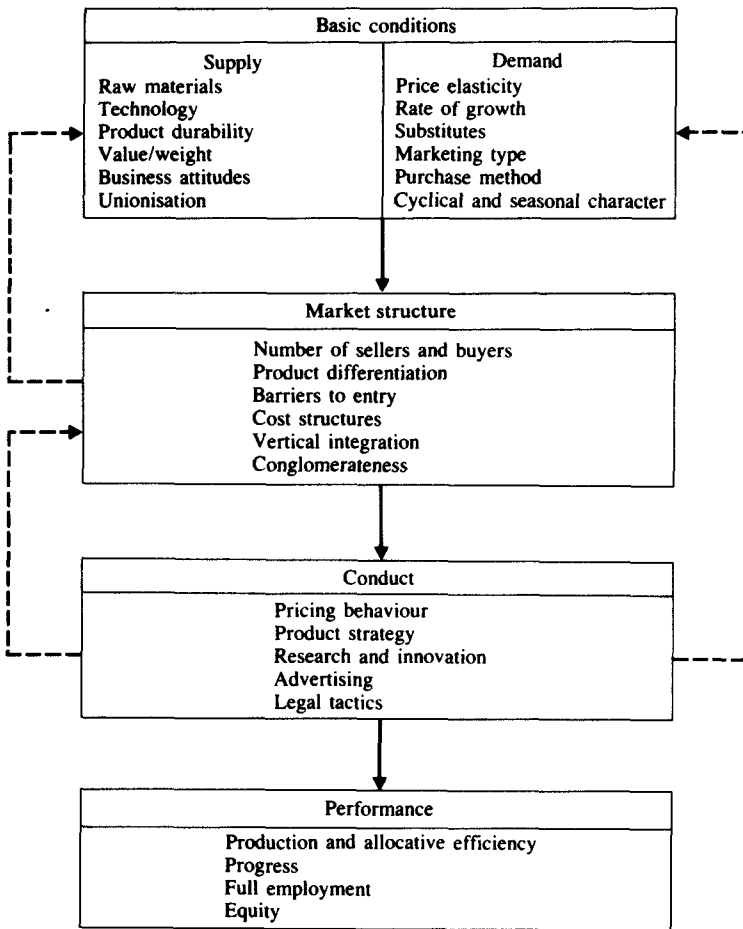 Basic conditions
Supply
Raw materials
Technology
Product durability
Value/weight
Business attitudes
Unionisation
Demand
Price elasticity
Rate of growth
Substitutes
Marketing type
Purchase method
Cyclical and seasonal character
Market structure
Number of sellers and buyers
Product differentiation
Barriers to entry
Cost structures
Vertical integration
Conglomerateness
Conduct
Pricing behaviour
Product strategy
Research and innovation
Advertising
Legal tactics
Performance
Production and allocative efficiency
Progress
Full employment
Equity